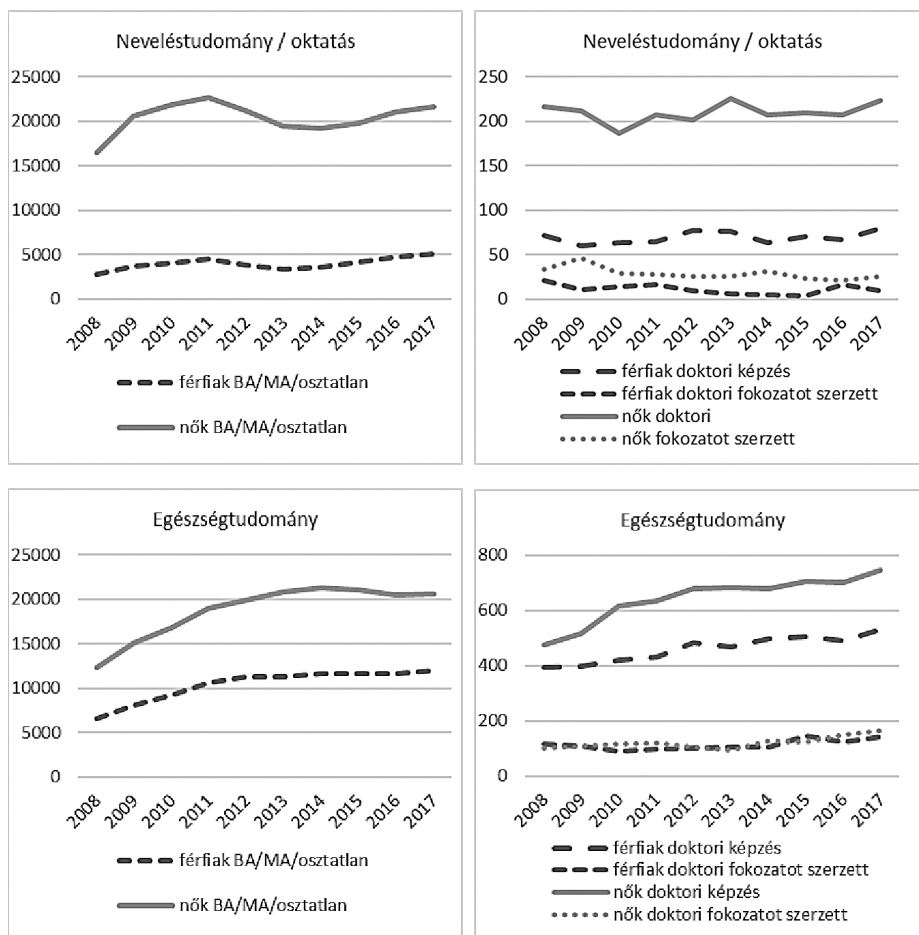 Neveléstudomány / oktatás
25000
20000
15000
10000
5000
0
2008 2009 2010 2011 2012 2013 2014 2015 2016 2017
férfiak BA/MA/osztatlan
nők BA/MA/osztatlan
Neveléstudomány / oktatás
250
200
150
100
50
0
2008 2009 2010 2011 2012 2013 2014 2015 2016 2017
férfiak doktori képzés
férfiak doktori fokozatot szerzett
nők doktori
nők fokozatot szerzett
Egészségtudomány
25000
20000
15000
10000
5000
0
2008 2009 2010 2011 2012 2013 2014 2015 2016 2017
férfiak BA/MA/osztatlan
nők BA/MA/osztatlan
Egészségtudomány
800
600
400
200
0
2008 2009 2010 2011 2012 2013 2014 2015 2016 2017
férfiak doktori képzés
férfiak doktori fokozatot szerzett
nők doktori képzés
nők doktori fokozatot szerzett